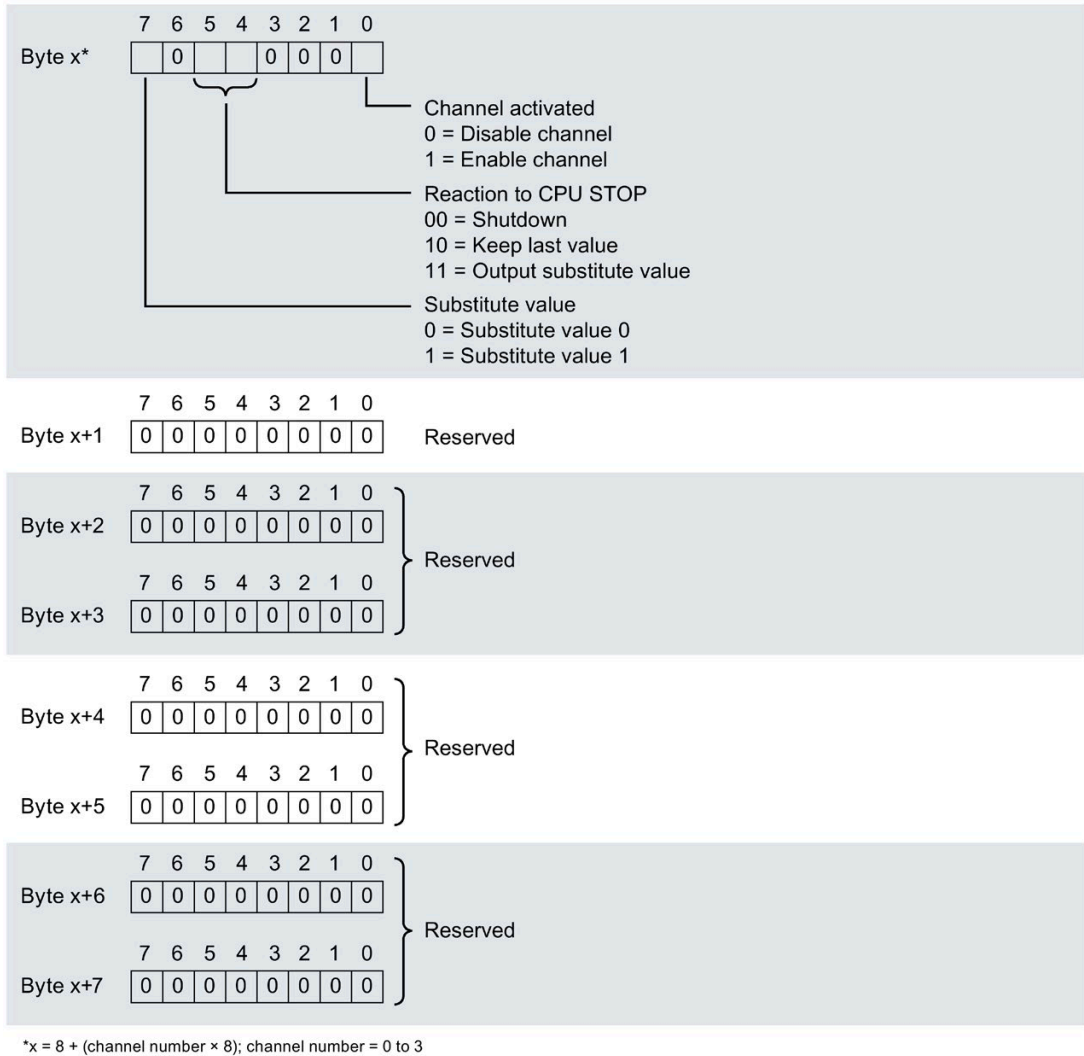 7 6 5 4 3 2 1 0
Byte x* 0 0 0 0
Channel activated
0 = Disable channel
1 = Enable channel
Reaction to CPU STOP
00 = Shutdown
10 = Keep last value
11 = Output substitute value
Substitute value
0 = Substitute value 0
1 = Substitute value 1
7 6 5 4 3 2 1 0
Byte x+1 0 0 0 0 0 0 0 0 Reserved
7 6 5 4 3 2 1 0
Byte x+2 0 0 0 0 0 0 0 0
Reserved
7 6 5 4 3 2 1 0
Byte x+3 0 0 0 0 0 0 0 0
7 6 5 4 3 2 1 0
Byte x+4 0 0 0 0 0 0 0 0
Reserved
7 6 5 4 3 2 1 0
Byte x+5 0 0 0 0 0 0 0 0
7 6 5 4 3 2 1 0
Byte x+6 0 0 0 0 0 0 0 0
Reserved
7 6 5 4 3 2 1 0
Byte x+7 0 0 0 0 0 0 0 0
*x = 8 + (channel number × 8); channel number = 0 to 3